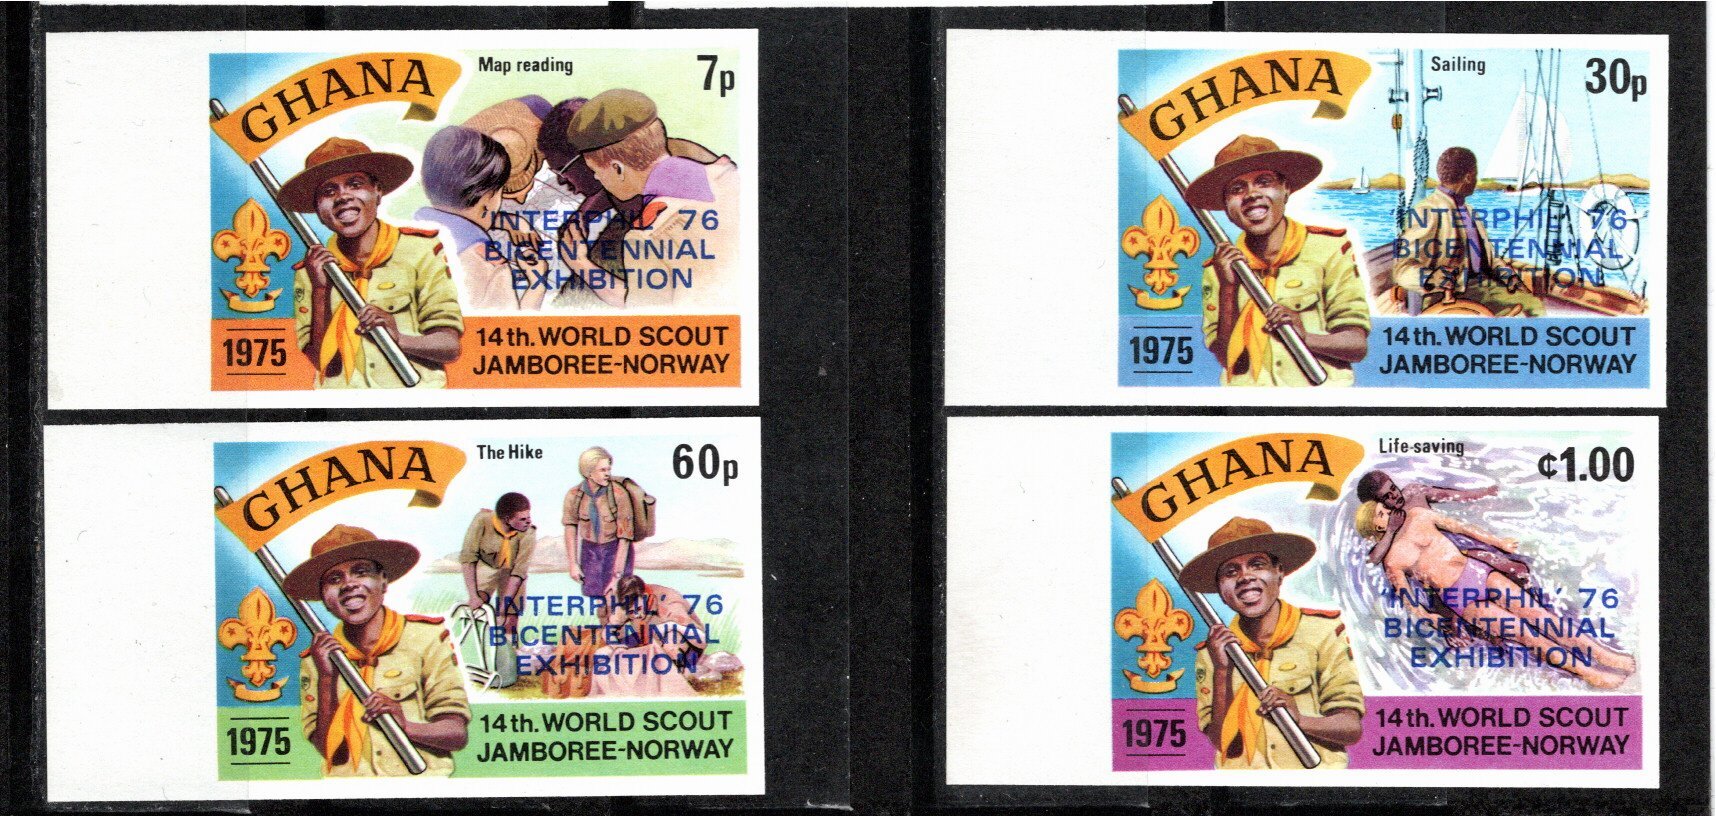 GHANA
Map reading
7p
'INTERPHIL' 76
BICENTENNIAL
EXHIBITION
1975
14th. WORLD SCOUT
JAMBOREE-NORWAY
GHANA
Sailing
30p
'INTERPHIL' 76
BICENTENNIAL
EXHIBITION
1975
14th. WORLD SCOUT
JAMBOREE-NORWAY
GHANA
The Hike
60p
'INTERPHIL' 76
BICENTENNIAL
EXHIBITION
1975
14th. WORLD SCOUT
JAMBOREE-NORWAY
GHANA
Life-saving
¢1.00
'INTERPHIL' 76
BICENTENNIAL
EXHIBITION
1975
14th. WORLD SCOUT
JAMBOREE-NORWAY